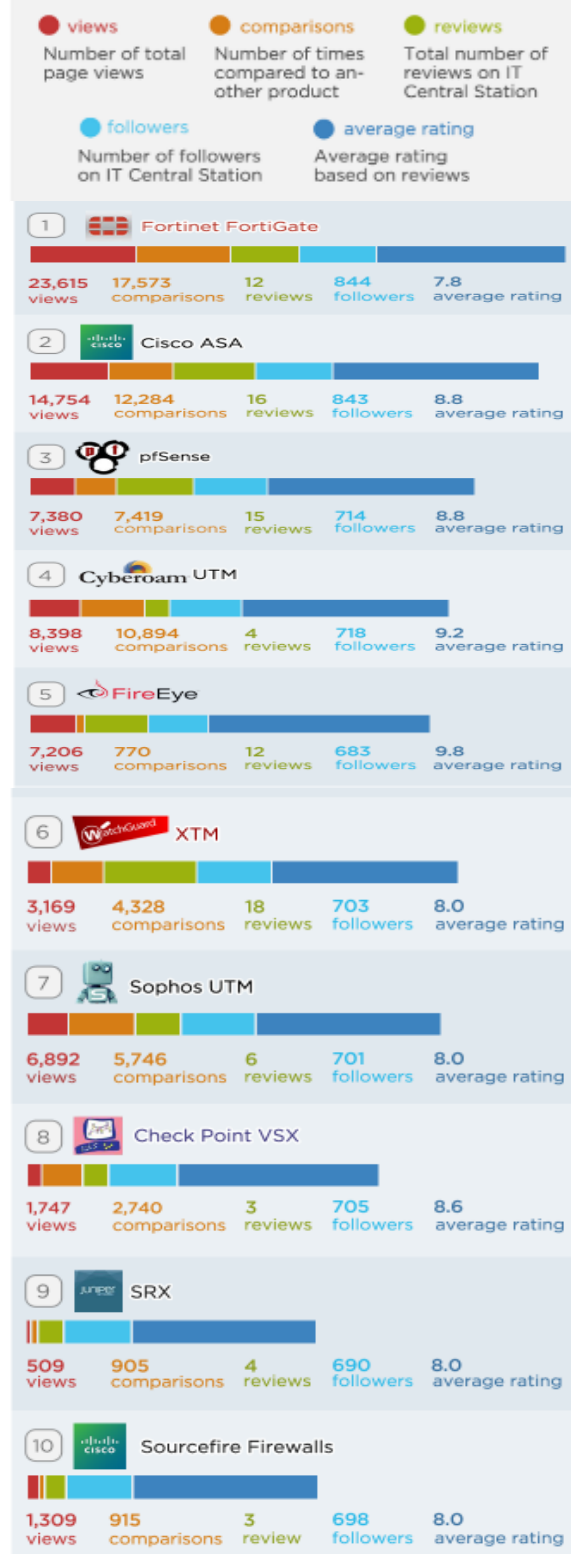 views
comparisons
reviews
Number of total
page views
Number of times
compared to an-
other product
Total number of
reviews on IT
Central Station
followers
average rating
Number of followers
on IT Central Station
Average rating
based on reviews
1 Fortinet FortiGate
23,615 17,573 12 844 7.8
views comparisons reviews followers average rating
2 cisco Cisco ASA
14,754 12,284 16 843 8.8
views comparisons reviews followers average rating
3 pf pfSense
7,380 7,419 15 714 8.8
views comparisons reviews followers average rating
4 Cyberoam UTM
8,398 10,894 4 718 9.2
views comparisons reviews followers average rating
5 FireEye
7,206 770 12 683 9.8
views comparisons reviews followers average rating
6 WatchGuard XTM
3,169 4,328 18 703 8.0
views comparisons reviews followers average rating
7 S Sophos UTM
6,892 5,746 6 701 8.0
views comparisons reviews followers average rating
8 Check Point VSX
1,747 2,740 3 705 8.6
views comparisons reviews followers average rating
9 JUNIPER SRX
509 905 4 690 8.0
views comparisons reviews followers average rating
10 cisco Sourcefire Firewalls
1,309 915 3 698 8.0
views comparisons review followers average rating